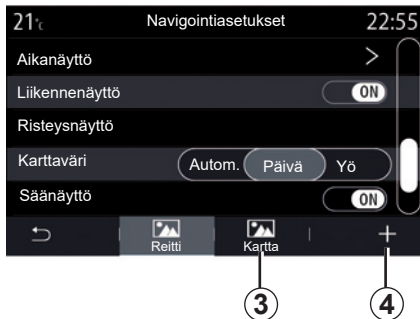 21°c Navigointiasetukset 22:55
Aikanäyttö >
Liikennenäyttö ON
Risteysnäyttö
Karttaväri Autom. Päivä Yö
Säänäyttö ON
Reitti Kartta +
3 4